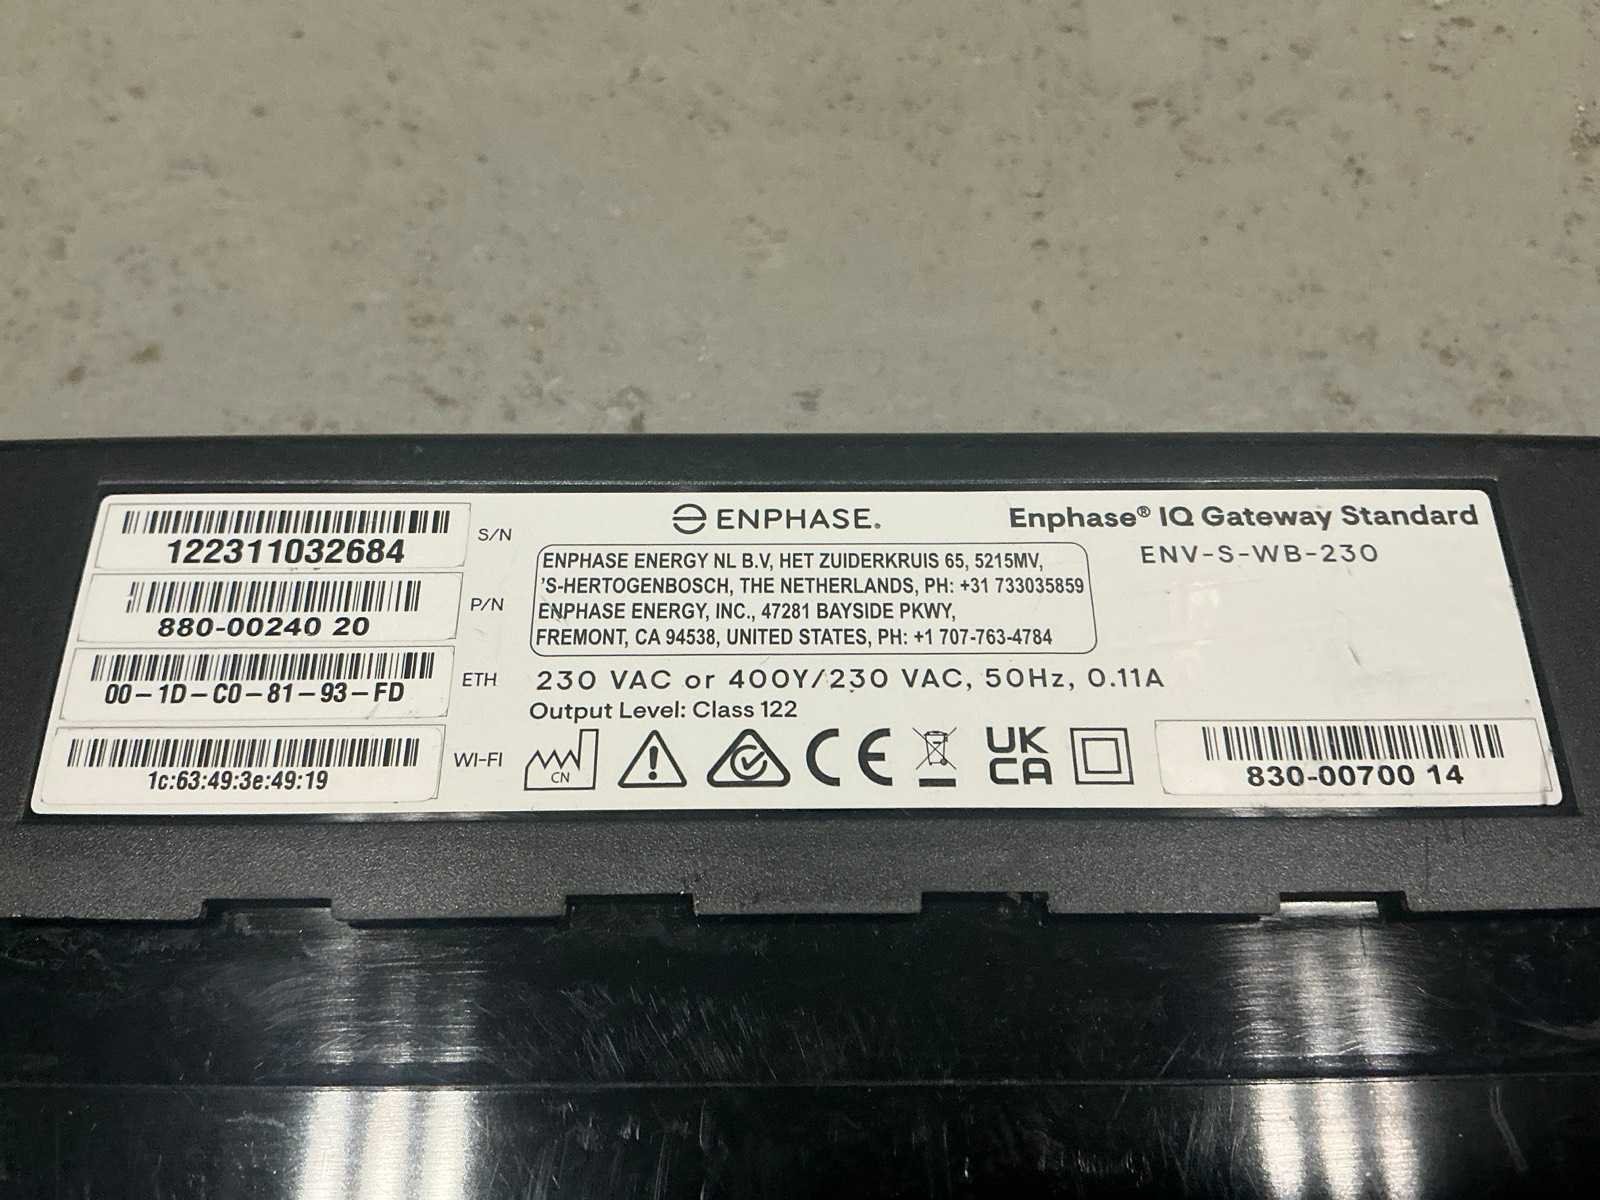 122311032684
S/N
880-00240 20
P/N
00-1D-C0-81-93-FD
ETH
1c:63:49:3e:49:19
WI-FI
ENPHASE.
ENPHASE ENERGY NL B.V, HET ZUIDERKRUIS 65, 5215MV,
'S-HERTOGENBOSCH, THE NETHERLANDS, PH: +31 733035859
ENPHASE ENERGY, INC., 47281 BAYSIDE PKWY,
FREMONT, CA 94538, UNITED STATES, PH: +1 707-763-4784
230 VAC or 400Y/230 VAC, 50Hz, 0.11A
Output Level: Class 122
CN
CE
UK
CA
Enphase® IQ Gateway Standard
ENV-S-WB-230
830-00700 14